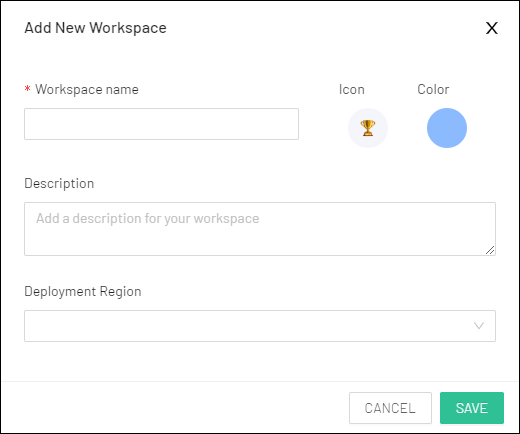 Add New Workspace X
* Workspace name Icon Color
Description
Add a description for your workspace
Deployment Region
CANCEL SAVE